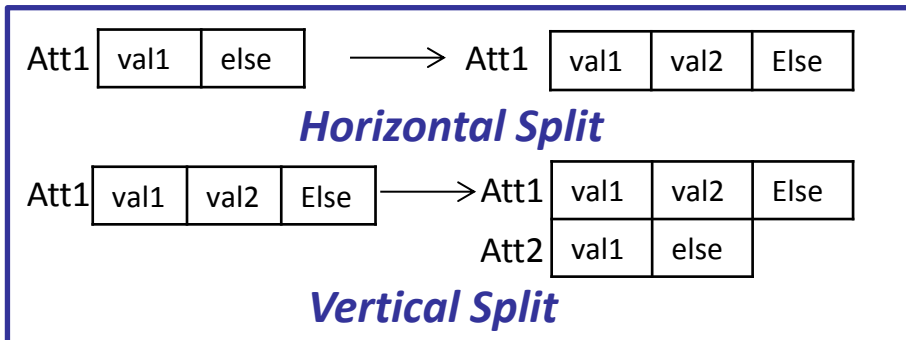 Att1 val1 else Att1 val1 val2 Else
Horizontal Split
Att1 val1 val2 Else Att1 val1 val2 Else
Att2 val1 else
Vertical Split